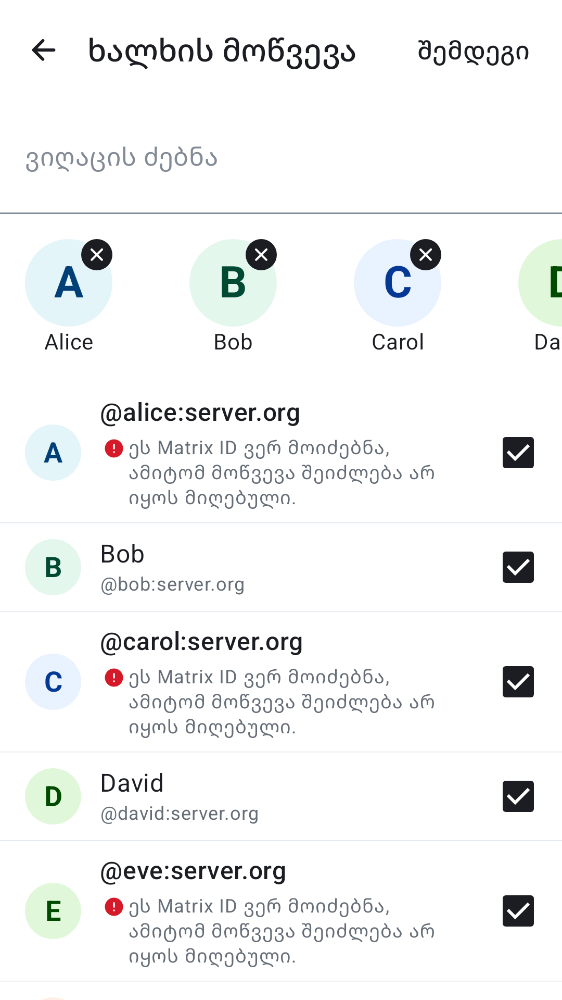 ხალხის მოწვევა
შემდეგი
ვიღაცის ძებნა
A
B
C
Alice
Bob
Carol
Da
@alice:server.org
A
ეს Matrix ID ვერ მოიძებნა,
ამიტომ მოწვევა შეიძლება არ
იყოს მიღებული.
B
Bob
@bob:server.org
@carol:server.org
C
ეს Matrix ID ვერ მოიძებნა,
ამიტომ მოწვევა შეიძლება არ
იყოს მიღებული.
D
David
@david:server.org
@eve:server.org
E
ეს Matrix ID ვერ მოიძებნა,
ამიტომ მოწვევა შეიძლება არ
იყოს მიღებული.